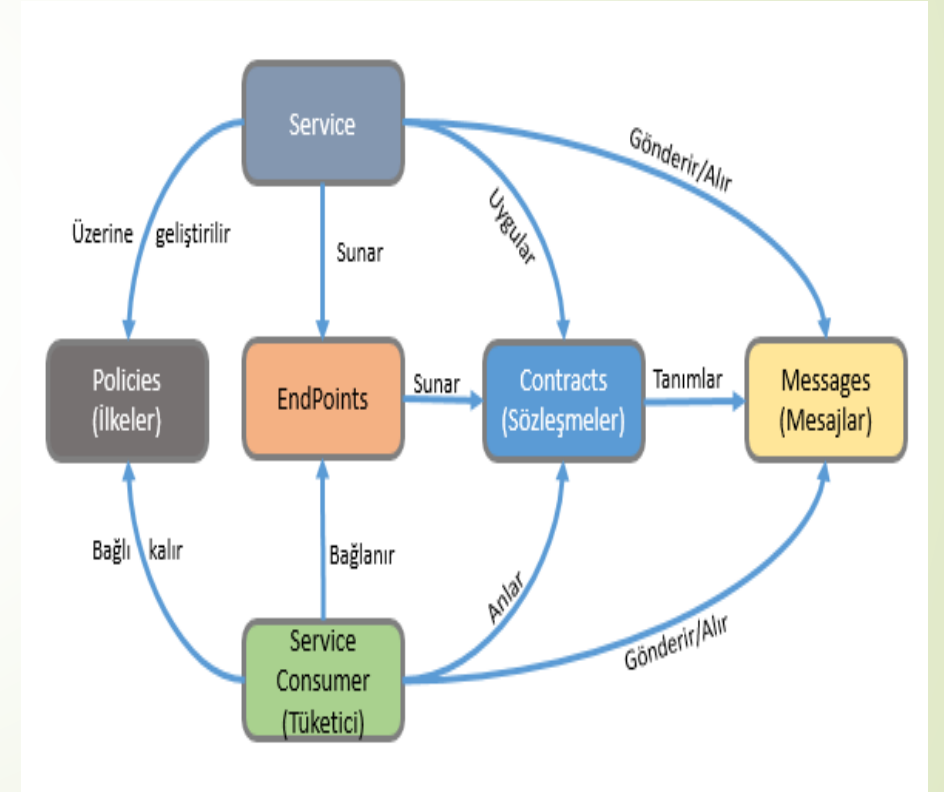 Service
Gönderir/Alır
Uygular
Üzerine geliştirilir
Sunar
Policies
(İlkeler)
EndPoints
Sunar
Contracts
(Sözleşmeler)
Tanımlar
Messages
(Mesajlar)
Bağlı kalır
Bağlanır
Anlar
Gönderir/Alır
Service
Consumer
(Tüketici)